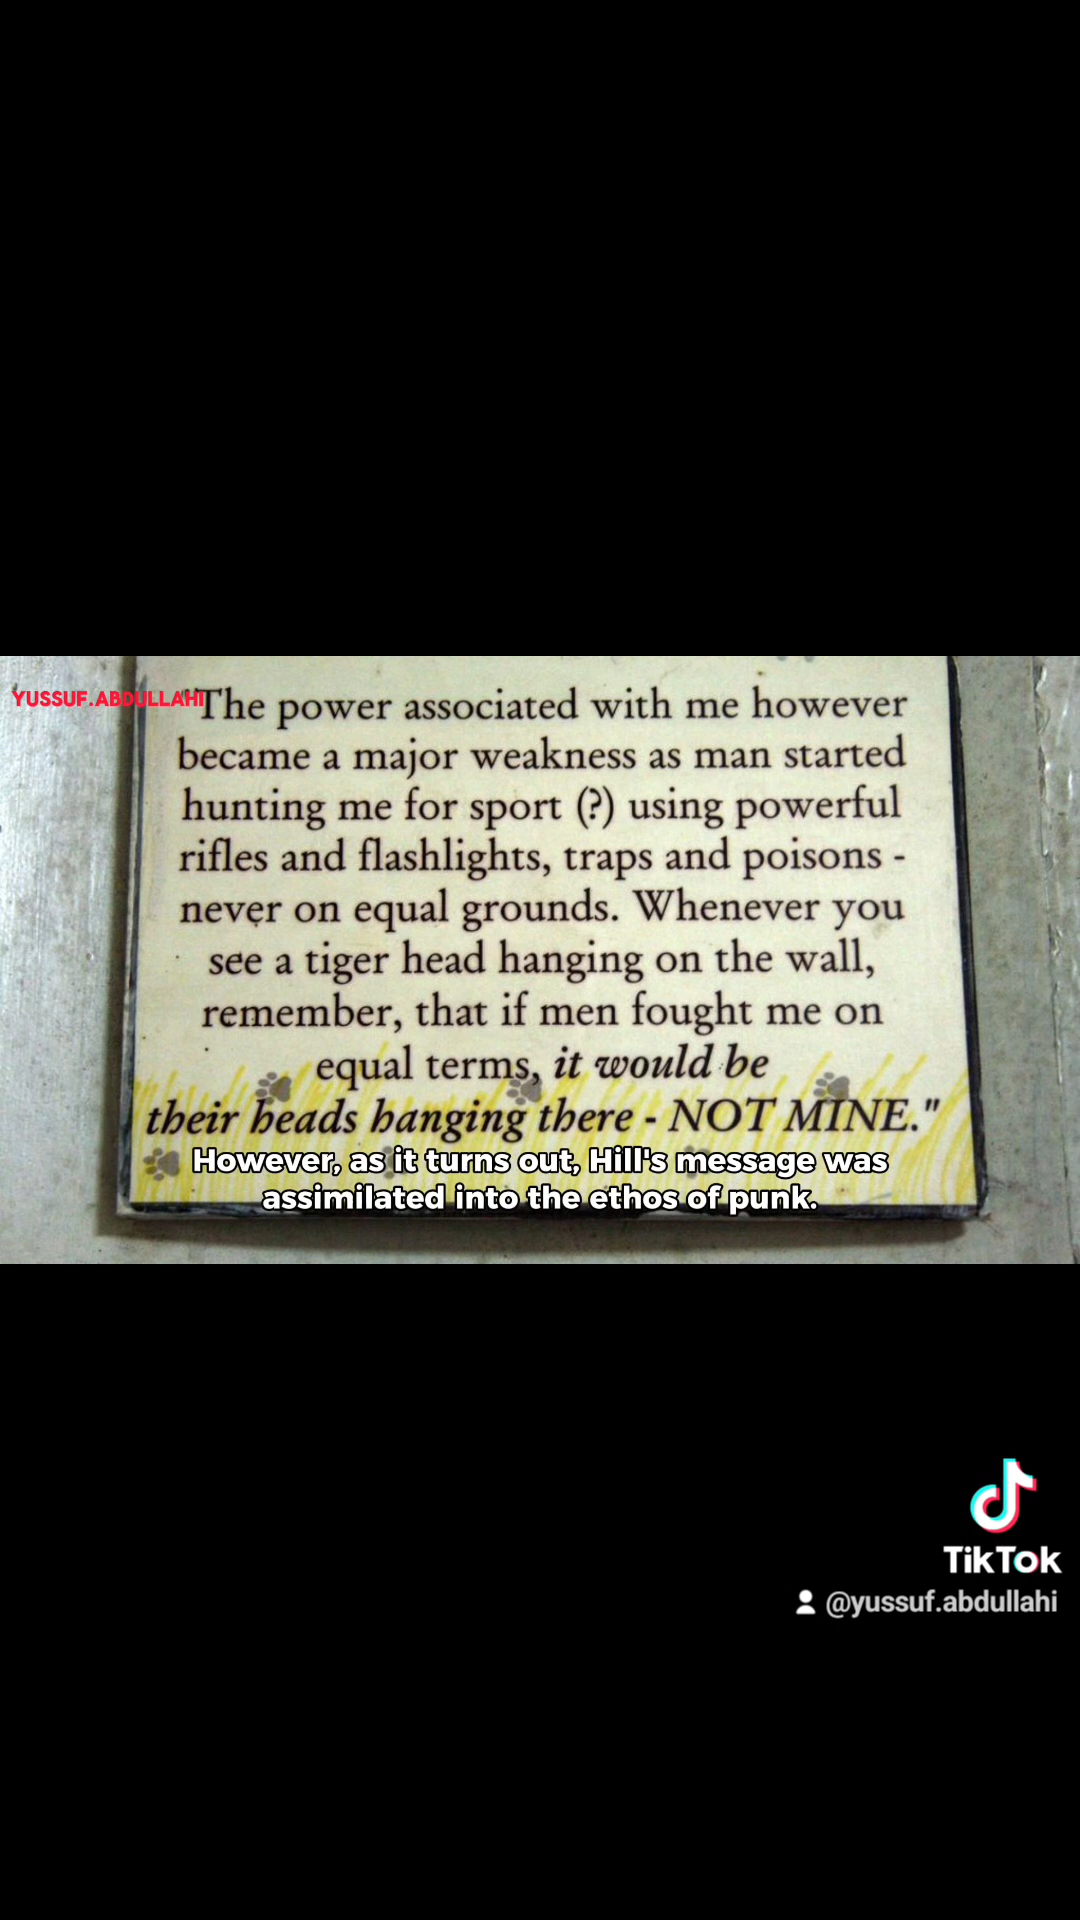 YUSSUF.ABDULLAHI
"The power associated with me however
became a major weakness as man started
hunting me for sport (?) using powerful
rifles and flashlights, traps and poisons -
never on equal grounds. Whenever you
see a tiger head hanging on the wall,
remember, that if men fought me on
equal terms, it would be
their heads hanging there - NOT MINE."
However, as it turns out, Hill's message was
assimilated into the ethos of punk.
TikTok
@yussuf.abdullahi